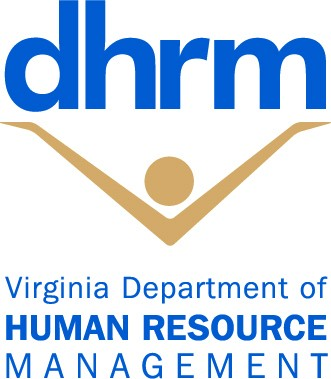 dhrm
Virginia Department of
HUMAN RESOURCE
MANAGEMENT